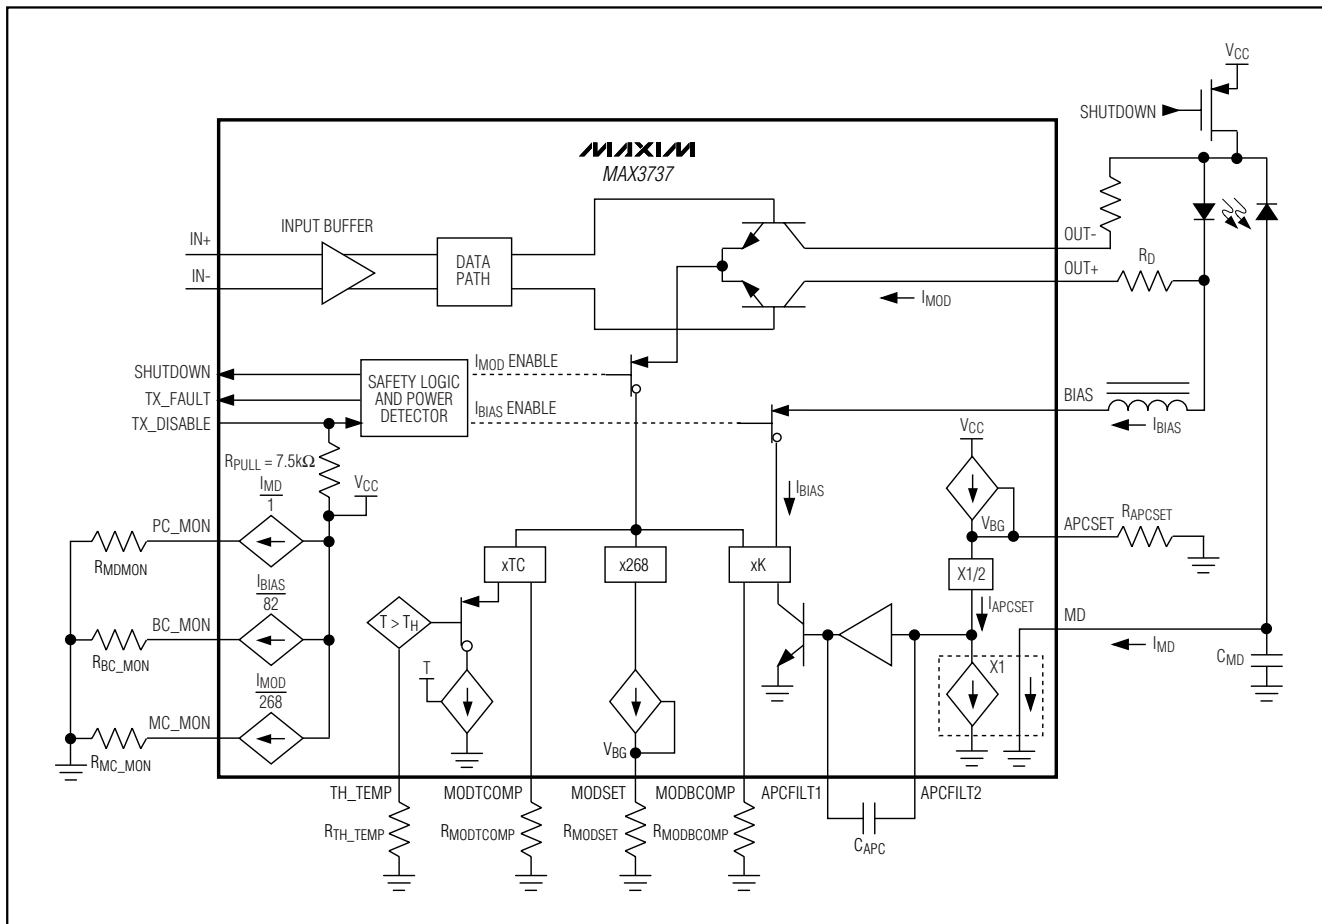 VCC
SHUTDOWN
MAXIM
MAX3737
INPUT BUFFER
IN+
IN-
DATA
PATH
OUT-
OUT+
RD
IMOD
SHUTDOWN
TX_FAULT
TX_DISABLE
SAFETY LOGIC
AND POWER
DETECTOR
IMOD ENABLE
IBIAS ENABLE
BIAS
IBIAS
RPULL = 7.5kΩ
VCC
VCC
IBIAS
IMD
1
PC_MON
RMDMON
VBG
APCSET
RAPCSET
xTC
x268
xK
X1/2
IBIAS
82
BC_MON
RBC_MON
T > TH
IAPCSET
MD
IMD
CMD
IMOD
268
MC_MON
RMC_MON
T
X1
VBG
TH_TEMP
MODTCOMP
MODSET
MODBCOMP
APCFILT1
APCFILT2
RTH_TEMP
RMODTCOMP
RMODSET
RMODBCOMP
CAPC